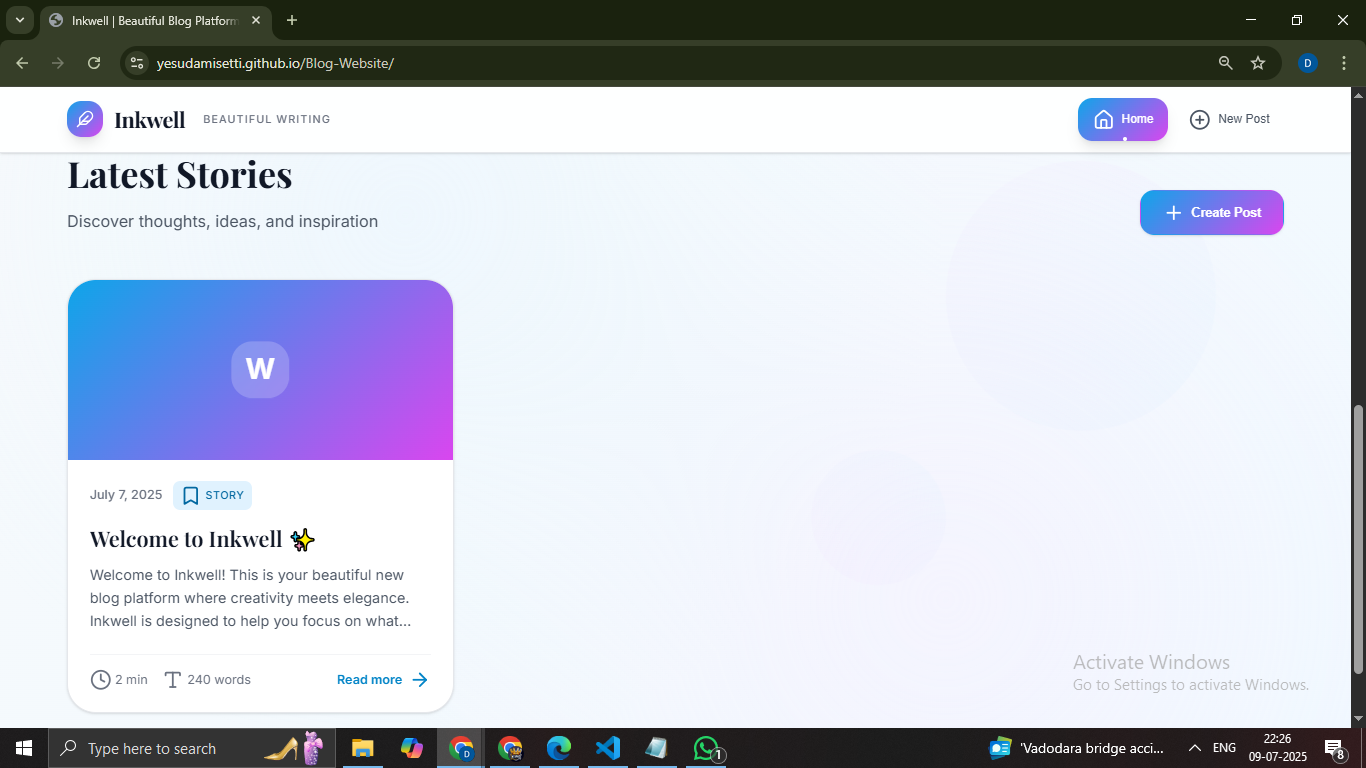 Inkwell | Beautiful Blog Platform
yesudamisetti.github.io/Blog-Website/
D
Inkwell
BEAUTIFUL WRITING
Home
New Post
Latest Stories
Discover thoughts, ideas, and inspiration
Create Post
W
July 7, 2025
STORY
Welcome to Inkwell ✨
Welcome to Inkwell! This is your beautiful new
blog platform where creativity meets elegance.
Inkwell is designed to help you focus on what...
2 min
240 words
Read more
Activate Windows
Go to Settings to activate Windows.
Type here to search
D
1
'Vadodara bridge acci...
ENG
22:26
09-07-2025
8